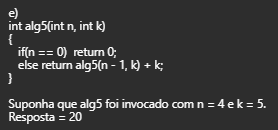 e)
int alg5(int n, int k)
{
if(n == 0) return 0;
else return alg5(n - 1, k) + k;
}
Suponha que alg5 foi invocado com n = 4 e k = 5.
Resposta = 20